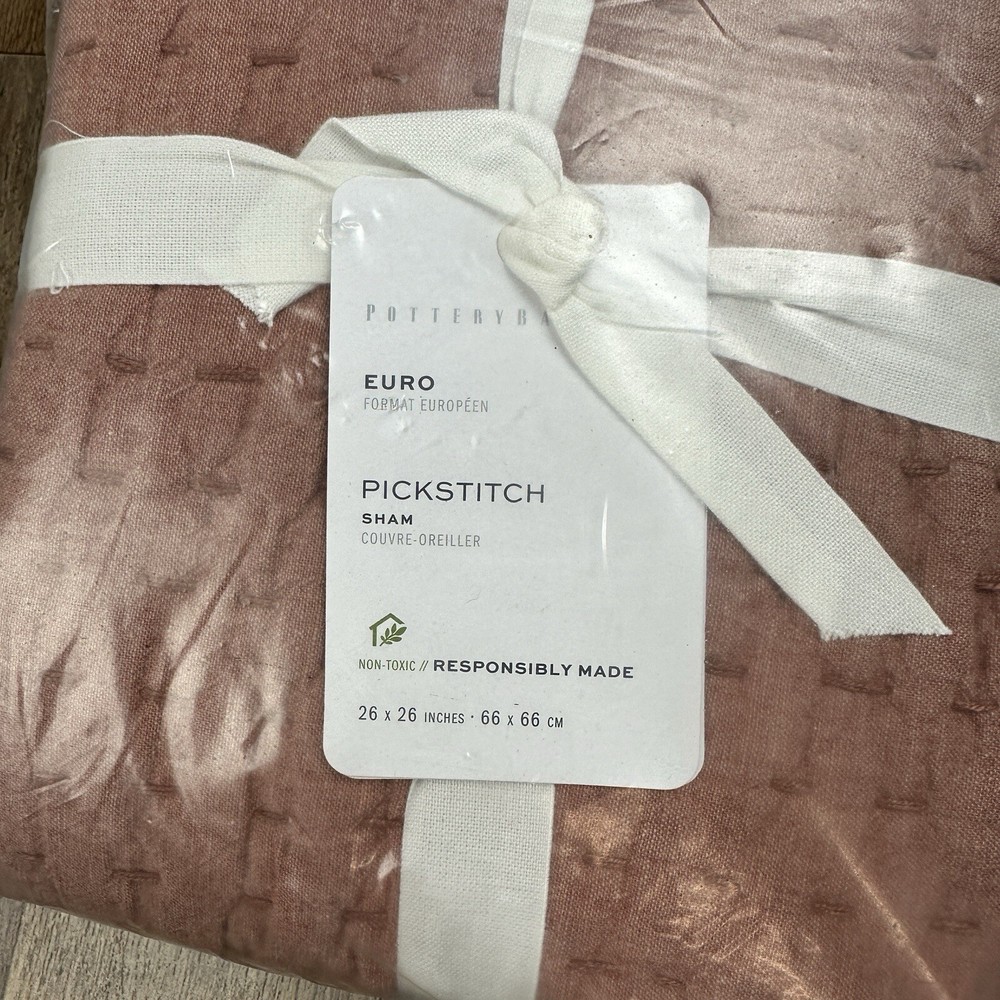 POTTERYBA
EURO
FORMAT EUROPÉEN
PICKSTITCH
SHAM
COUVRE-OREILLER
NON-TOXIC // RESPONSIBLY MADE
26 x 26 INCHES · 66 x 66 CM